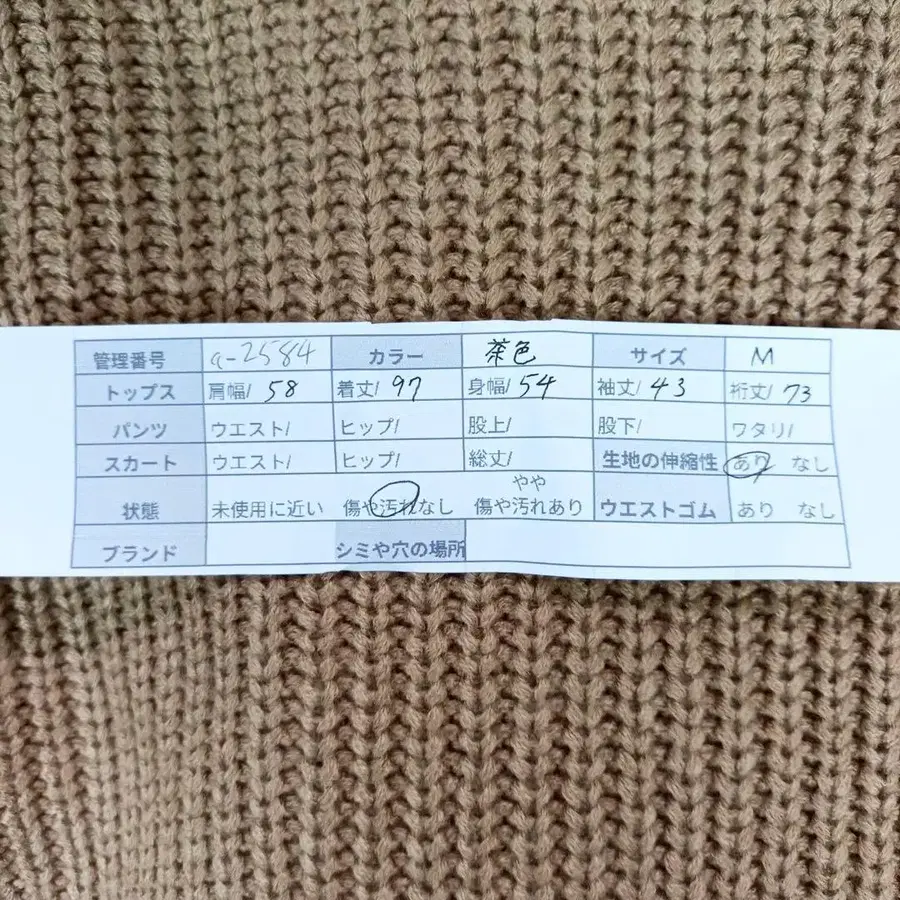 管理番号 a-2584 カラー 茶色 サイズ M
トップス 肩幅/ 58 着丈/ 97 身幅/ 54 袖丈/ 43 裄丈/ 73
パンツ ウエスト/ ヒップ/ 股上/ 股下/ ワタリ/
スカート ウエスト/ ヒップ/ 総丈/ 生地の伸縮性 あり なし
やや
状態 未使用に近い 傷や汚れなし 傷や汚れあり ウエストゴム あり なし
ブランド シミや穴の場所